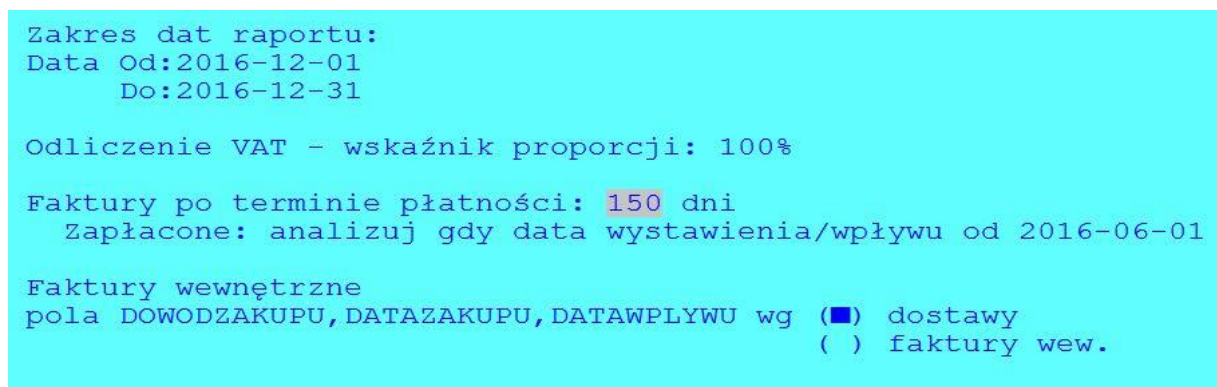 Zakres dat raportu:
Data Od:2016-12-01
Do:2016-12-31
Odliczenie VAT - wskaźnik proporcji: 100%
Faktury po terminie płatności: 150 dni
Zapłacone: analizuj gdy data wystawienia/wpływu od 2016-06-01
Faktury wewnętrzne
pola DOWODZAKUPU,DATAZAKUPU,DATAWPLYWU wg (■) dostawy
( ) faktury wew.